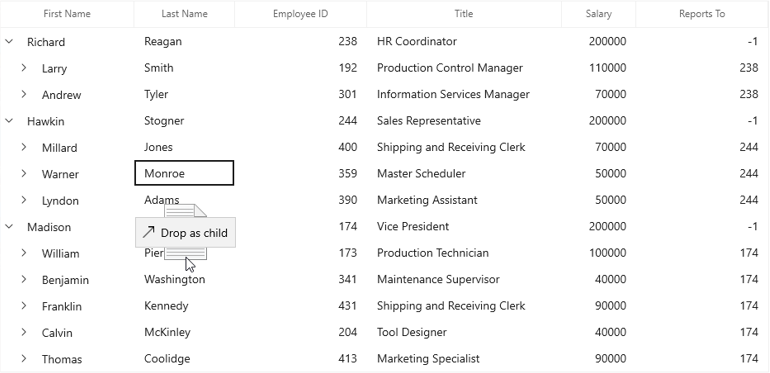 First Name Last Name Employee ID Title Salary Reports To
Richard Reagan 238 HR Coordinator 200000 -1
Larry Smith 192 Production Control Manager 110000 238
Andrew Tyler 301 Information Services Manager 70000 238
Hawkin Stogner 244 Sales Representative 200000 -1
Millard Jones 400 Shipping and Receiving Clerk 70000 244
Warner Monroe 359 Master Scheduler 50000 244
Lyndon Adams 390 Marketing Assistant 50000 244
Madison 174 Vice President 200000 -1
Drop as child
William 173 Production Technician 100000 174
Benjamin Washington 341 Maintenance Supervisor 40000 174
Franklin Kennedy 431 Shipping and Receiving Clerk 90000 174
Calvin McKinley 204 Tool Designer 40000 174
Thomas Coolidge 413 Marketing Specialist 90000 174